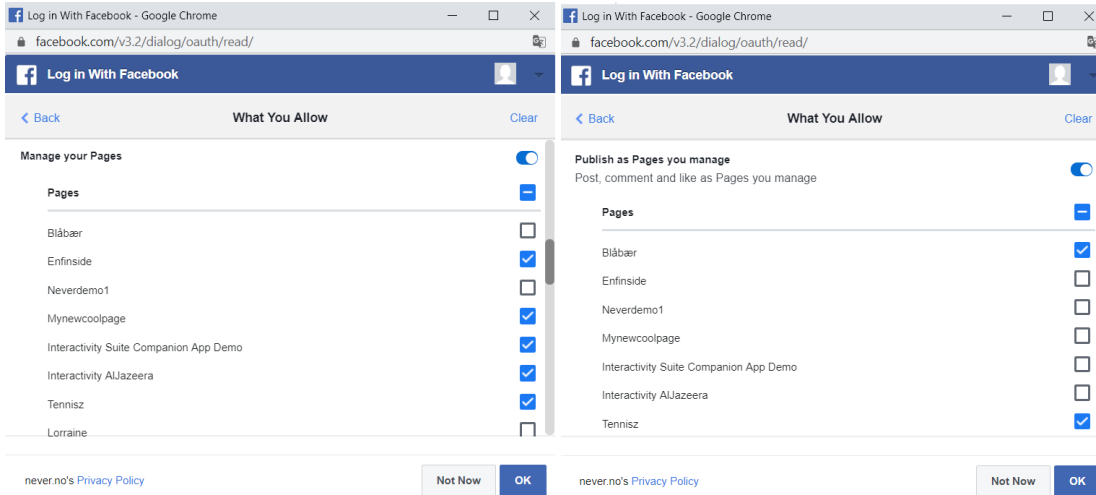 Log in With Facebook - Google Chrome
facebook.com/v3.2/dialog/oauth/read/
Log in With Facebook
Back
What You Allow
Clear
Manage your Pages
Pages
Blåbær
Enfinside
Neverdemo1
Mynewcoolpage
Interactivity Suite Companion App Demo
Interactivity AlJazeera
Tennisz
Lorraine
never.no's Privacy Policy
Not Now
OK
Log in With Facebook - Google Chrome
facebook.com/v3.2/dialog/oauth/read/
Log in With Facebook
Back
What You Allow
Clear
Publish as Pages you manage
Post, comment and like as Pages you manage
Pages
Blåbær
Enfinside
Neverdemo1
Mynewcoolpage
Interactivity Suite Companion App Demo
Interactivity AlJazeera
Tennisz
never.no's Privacy Policy
Not Now
OK